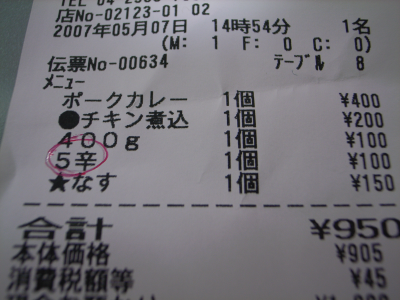 店No-02123-01 02
2007年05月07日 14時54分 1名
(M: 1 F: 0 C: 0)
伝票No-00634 テーブル 8
メニュー
ポークカレー 1個 ¥400
●チキン煮込 1個 ¥200
400g 1個 ¥100
5辛 1個 ¥100
★なす 1個 ¥150
合計 ¥950
本体価格 ¥905
消費税額等 ¥45